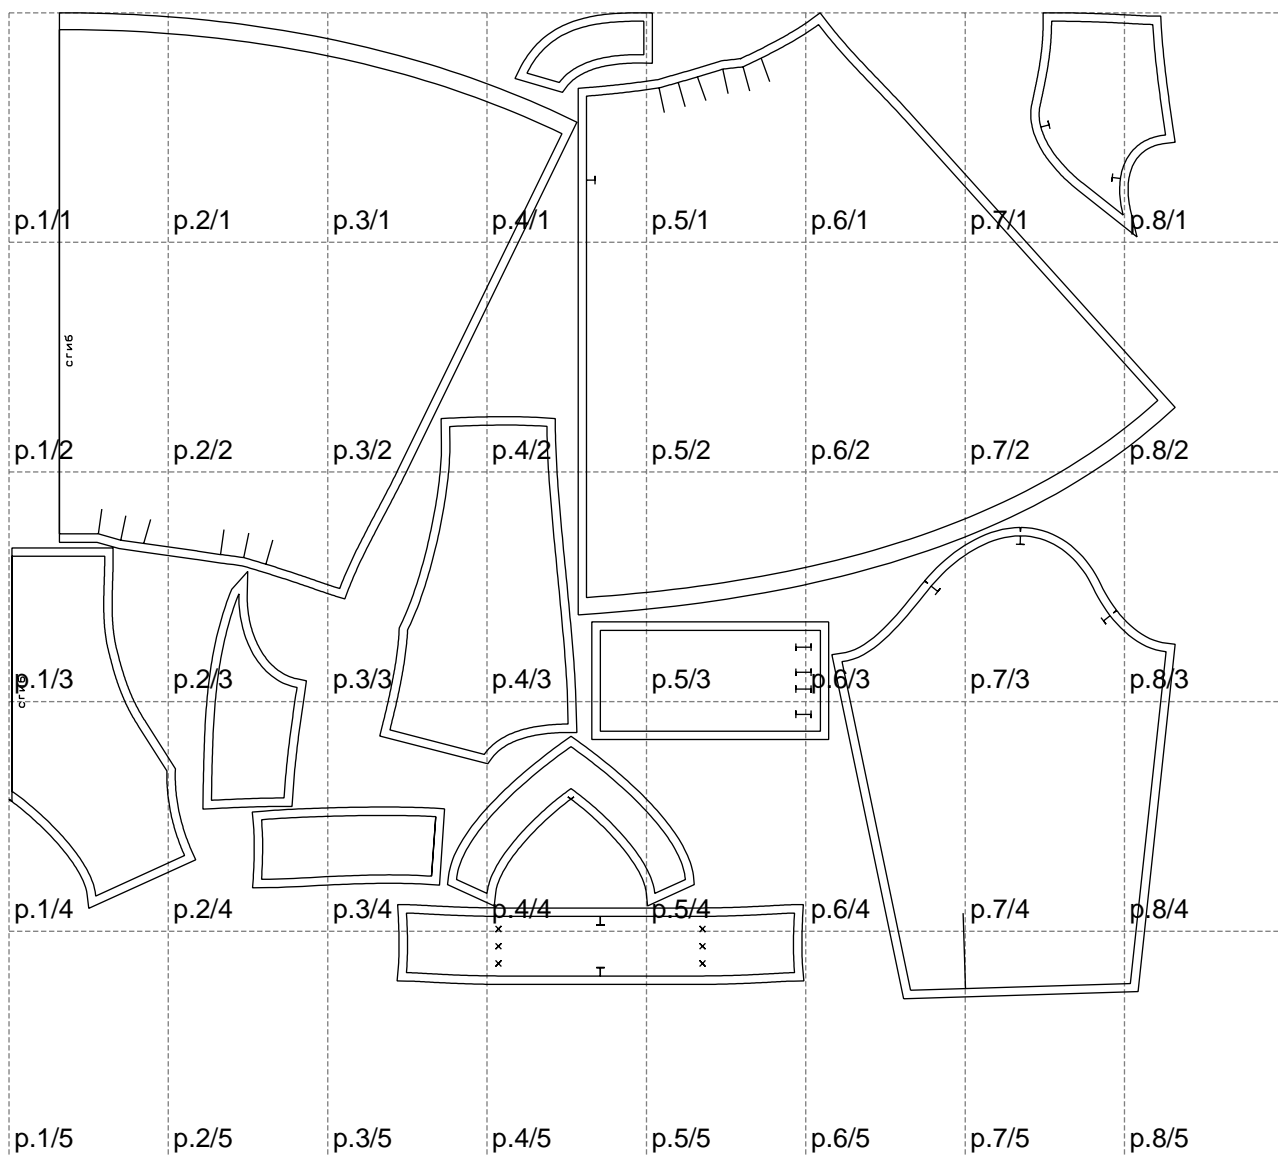 p.1/1 p.2/1 p.3/1 p.4/1 p.5/1 p.6/1 p.7/1 p.8/1
сгиб
p.1/2 p.2/2 p.3/2 p.4/2 p.5/2 p.6/2 p.7/2 p.8/2
p.1/3 p.2/3 p.3/3 p.4/3 p.5/3 p.6/3 p.7/3 p.8/3
сгиб
p.1/4 p.2/4 p.3/4 p.4/4 p.5/4 p.6/4 p.7/4 p.8/4
p.1/5 p.2/5 p.3/5 p.4/5 p.5/5 p.6/5 p.7/5 p.8/5